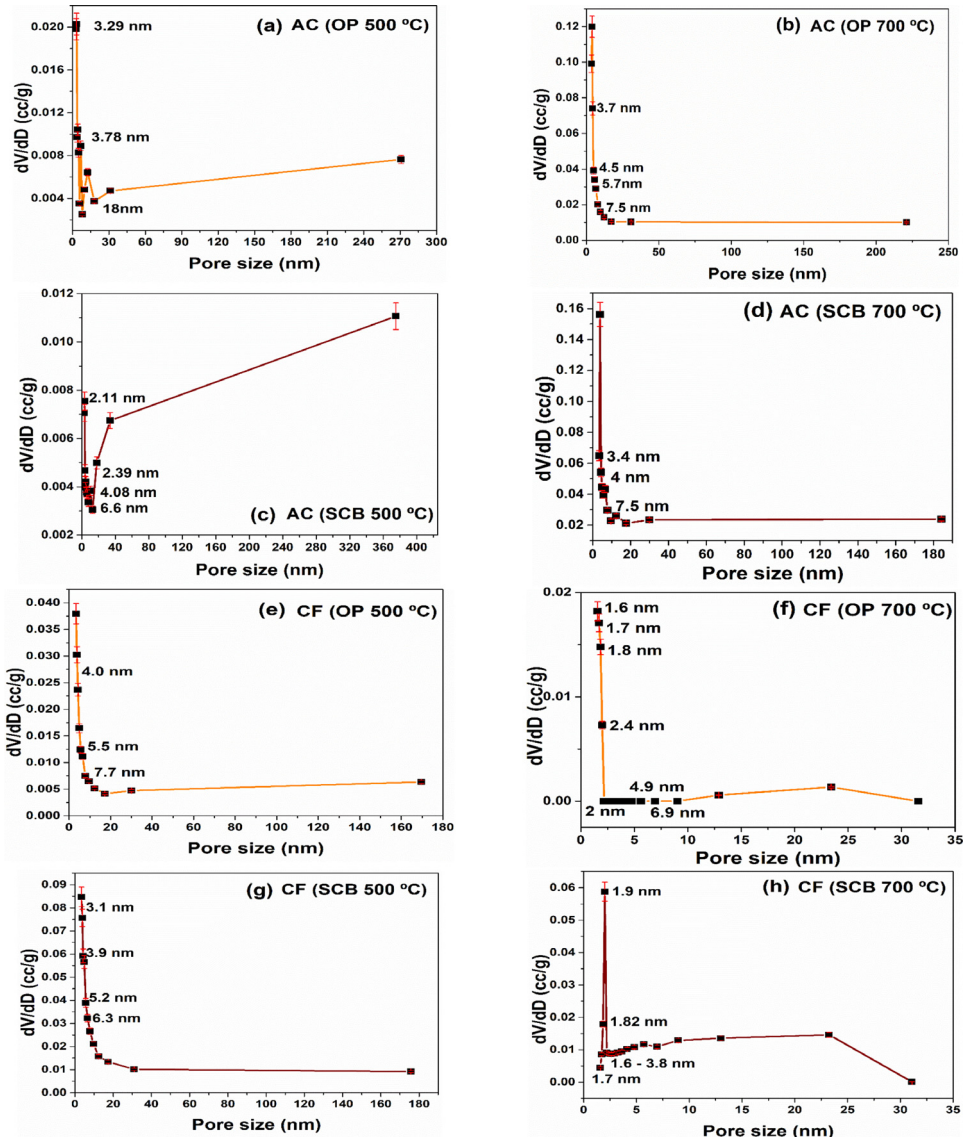 (a) AC (OP 500 ºC)
dV/dD (cc/g)
0.020
0.016
0.012
0.008
0.004
3.29 nm
3.78 nm
18nm
0 30 60 90 120 150 180 210 240 270 300
Pore size (nm)
(b) AC (OP 700 ºC)
dV/dD (cc/g)
0.12
0.10
0.08
0.06
0.04
0.02
0.00
3.7 nm
4.5 nm
5.7nm
7.5 nm
0 50 100 150 200 250
Pore size (nm)
dV/dD (cc/g)
0.012
0.010
0.008
0.006
0.004
0.002
2.11 nm
2.39 nm
4.08 nm
6.6 nm
(c) AC (SCB 500 ºC)
0 40 80 120 160 200 240 280 320 360 400
Pore size (nm)
(d) AC (SCB 700 ºC)
dV/dD (cc/g)
0.16
0.14
0.12
0.10
0.08
0.06
0.04
0.02
3.4 nm
4 nm
7.5 nm
0 20 40 60 80 100 120 140 160 180
Pore size (nm)
(e) CF (OP 500 ºC)
dV/dD (cc/g)
0.040
0.035
0.030
0.025
0.020
0.015
0.010
0.005
0.000
4.0 nm
5.5 nm
7.7 nm
0 20 40 60 80 100 120 140 160 180
Pore size (nm)
(f) CF (OP 700 ºC)
dV/dD (cc/g)
0.02
0.01
0.00
1.6 nm
1.7 nm
1.8 nm
2.4 nm
4.9 nm
2 nm
6.9 nm
5 10 15 20 25 30 35
Pore size (nm)
(g) CF (SCB 500 ºC)
dV/dD (cc/g)
0.09
0.08
0.07
0.06
0.05
0.04
0.03
0.02
0.01
0.00
3.1 nm
3.9 nm
5.2 nm
6.3 nm
0 20 40 60 80 100 120 140 160 180
Pore size (nm)
(h) CF (SCB 700 ºC)
dV/dD (cc/g)
0.06
0.05
0.04
0.03
0.02
0.01
0.00
1.9 nm
1.82 nm
1.6 - 3.8 nm
1.7 nm
0 5 10 15 20 25 30 35
Pore size (nm)